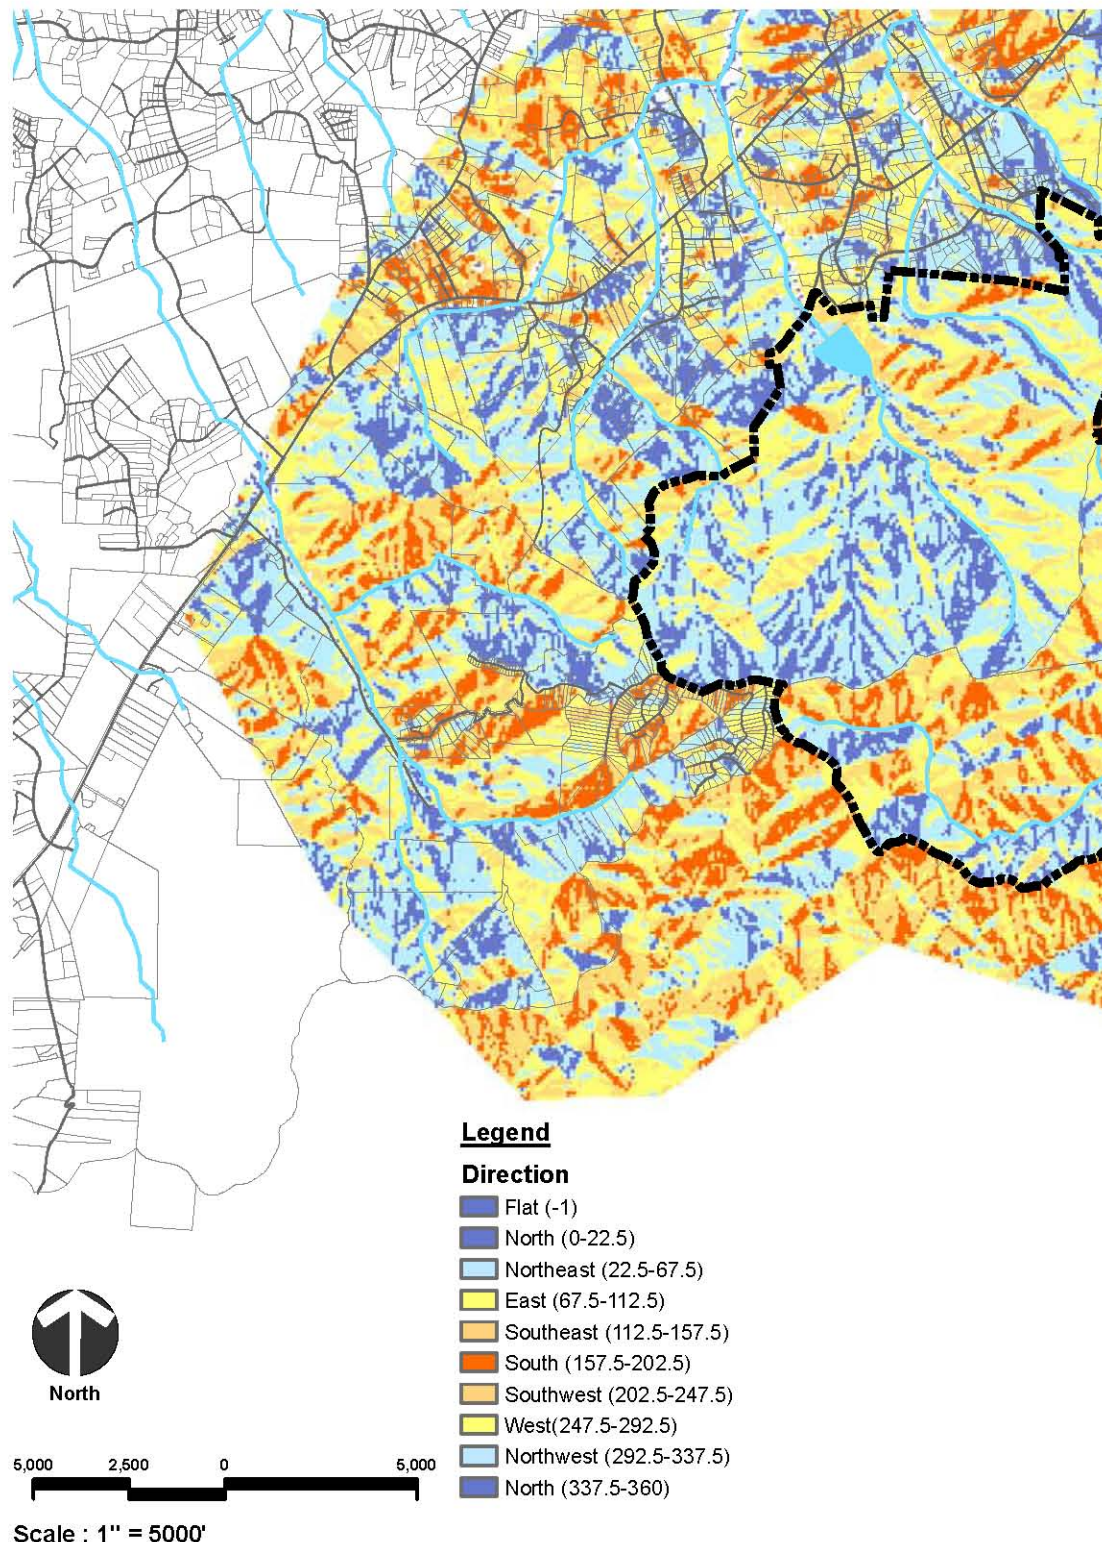 Legend
Direction
Flat (-1)
North (0-22.5)
Northeast (22.5-67.5)
East (67.5-112.5)
Southeast (112.5-157.5)
South (157.5-202.5)
Southwest (202.5-247.5)
West(247.5-292.5)
Northwest (292.5-337.5)
North (337.5-360)
North
5,000 2,500 0 5,000
Scale : 1" = 5000'